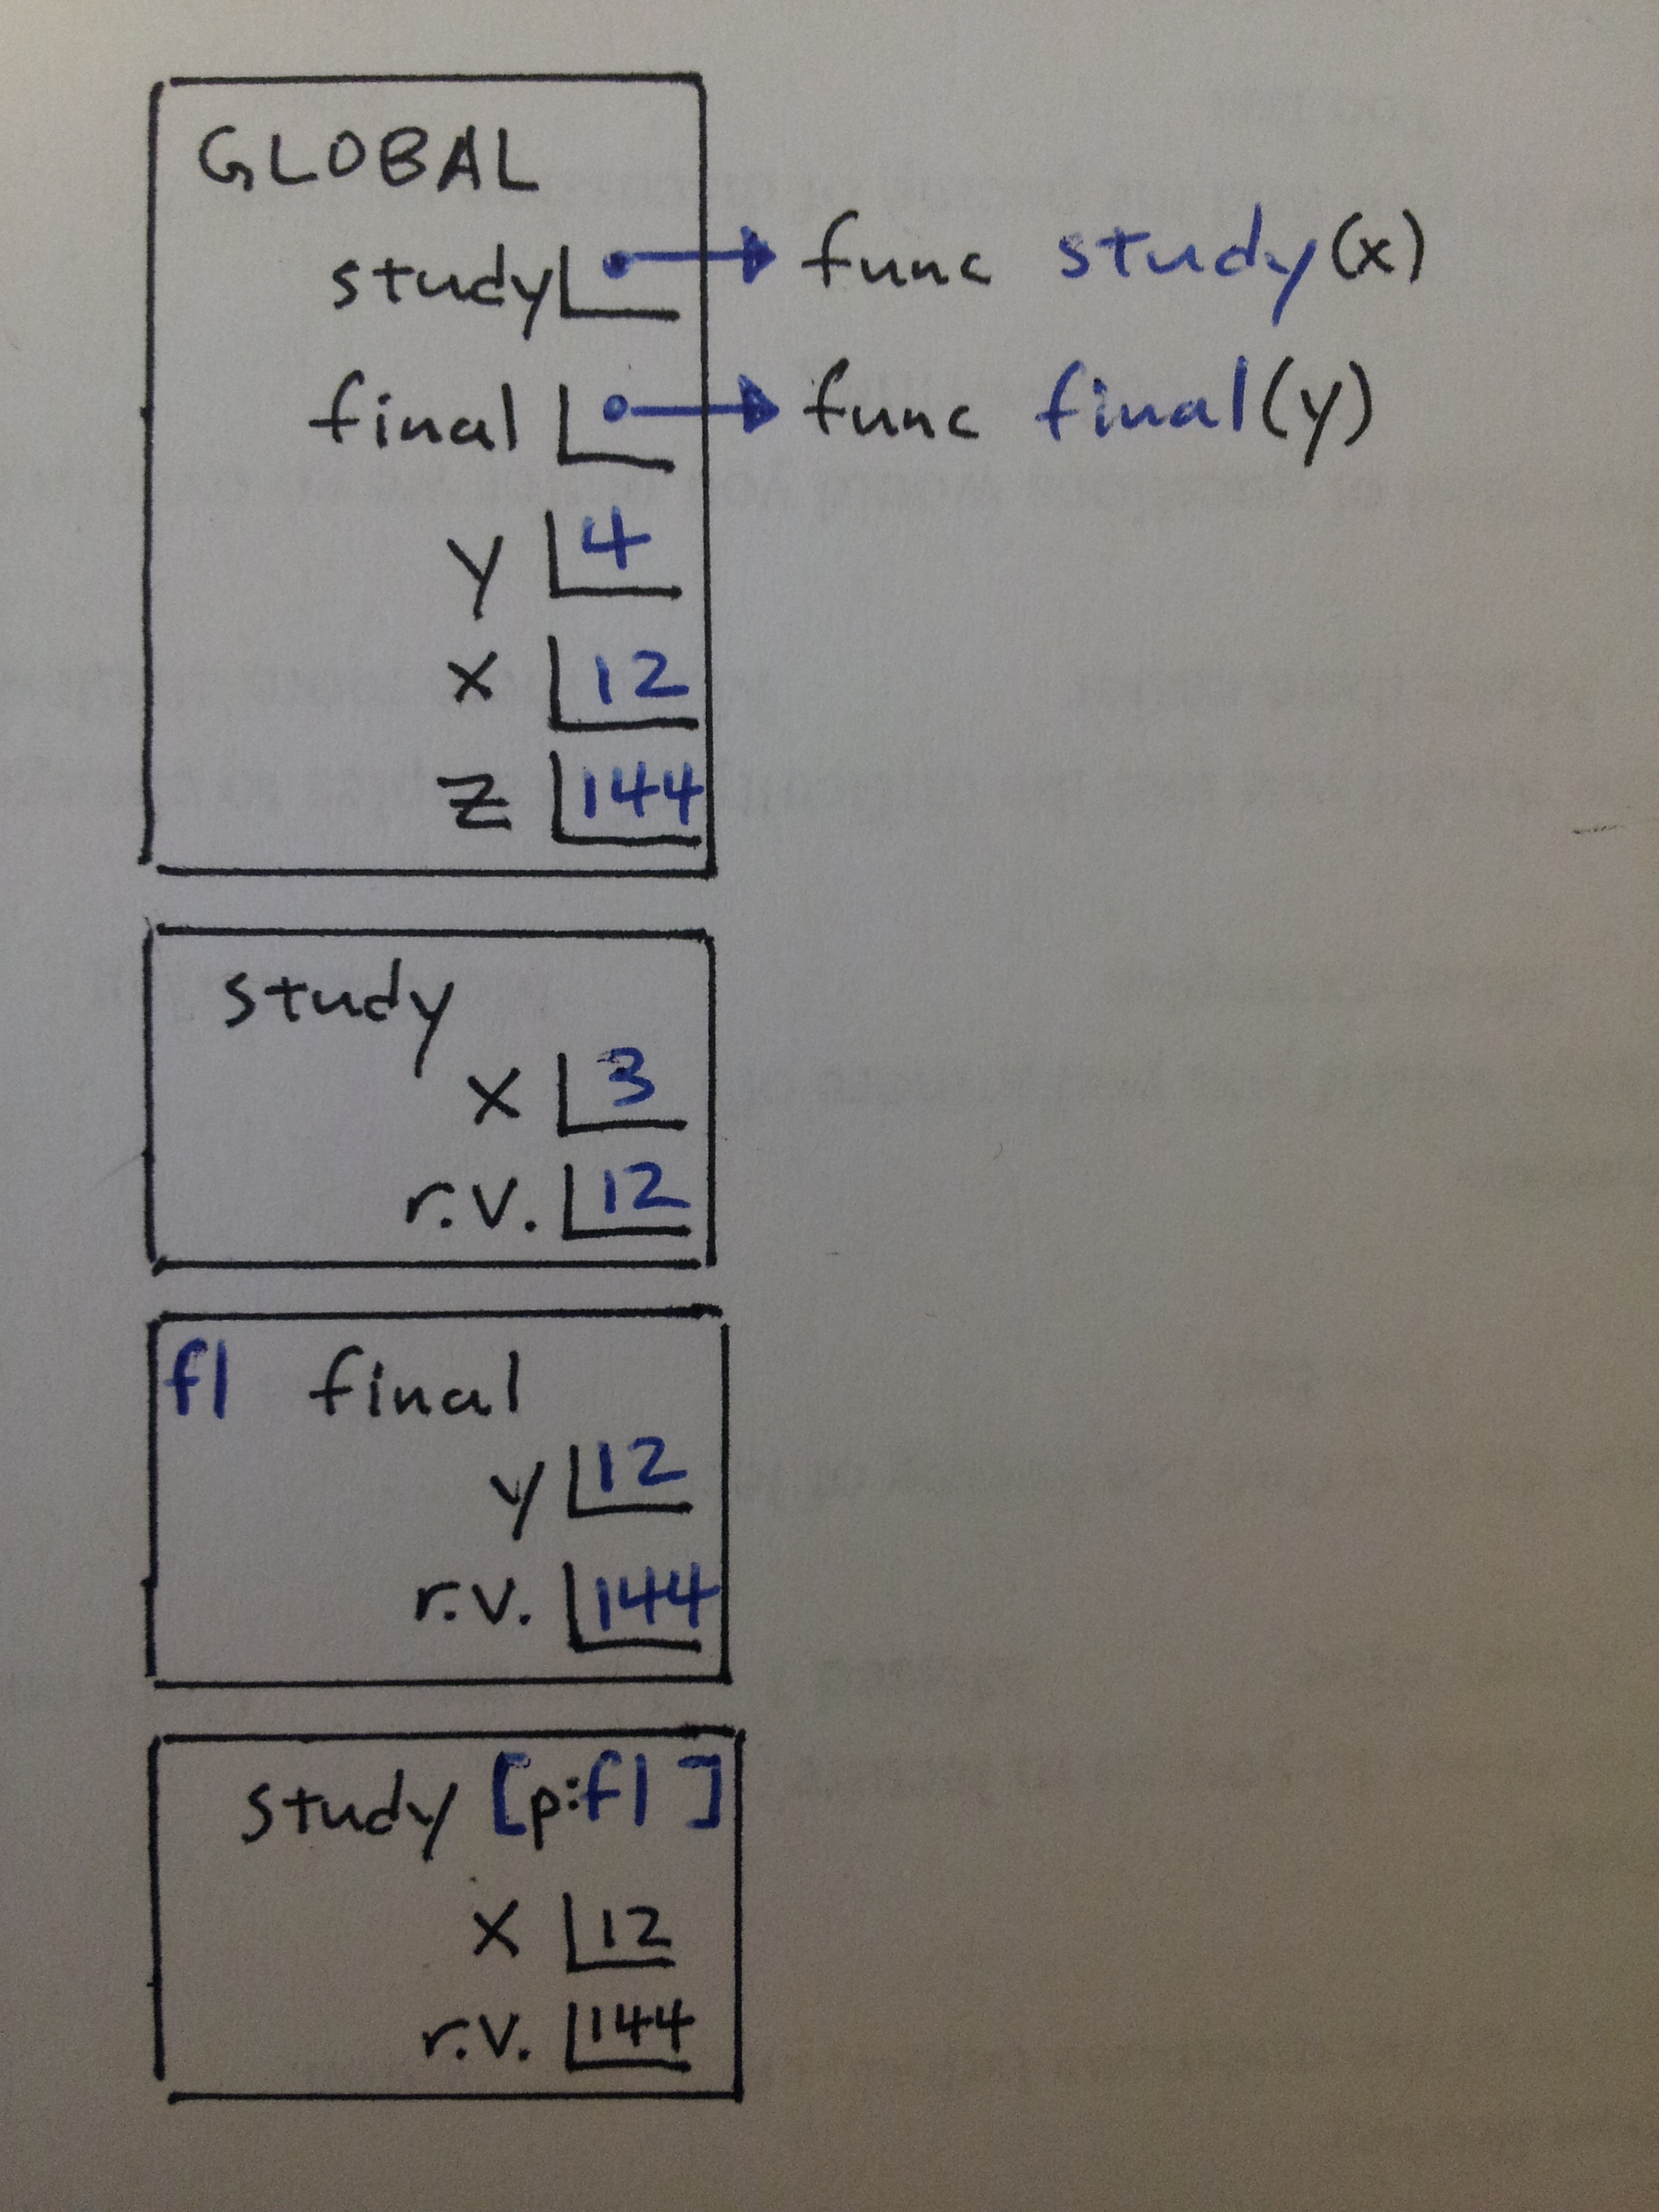 GLOBAL
study func study(x)
final func final(y)
y 4
x 12
z 144
study
x 3
r.v. 12
f1 final
y 12
r.v. 144
study [p:f1]
x 12
r.v. 144